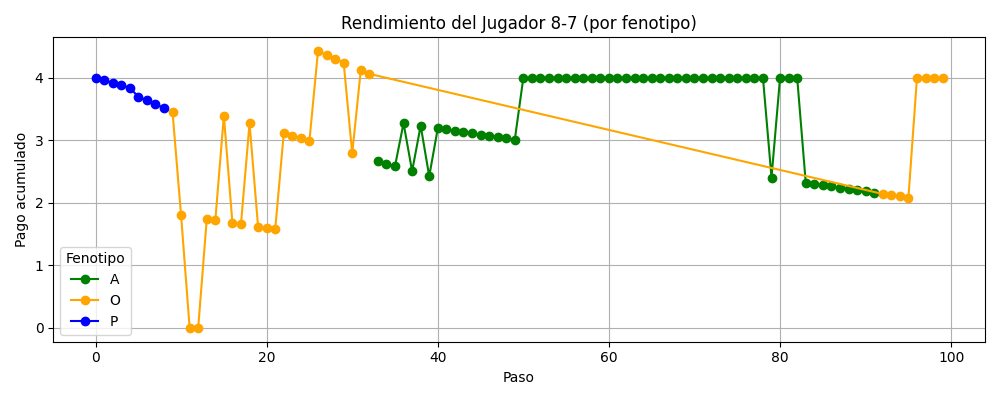 Rendimiento del Jugador 8-7 (por fenotipo)
Pago acumulado
4
3
2
1
0
Fenotipo
A
O
P
0
20
40
60
80
100
Paso